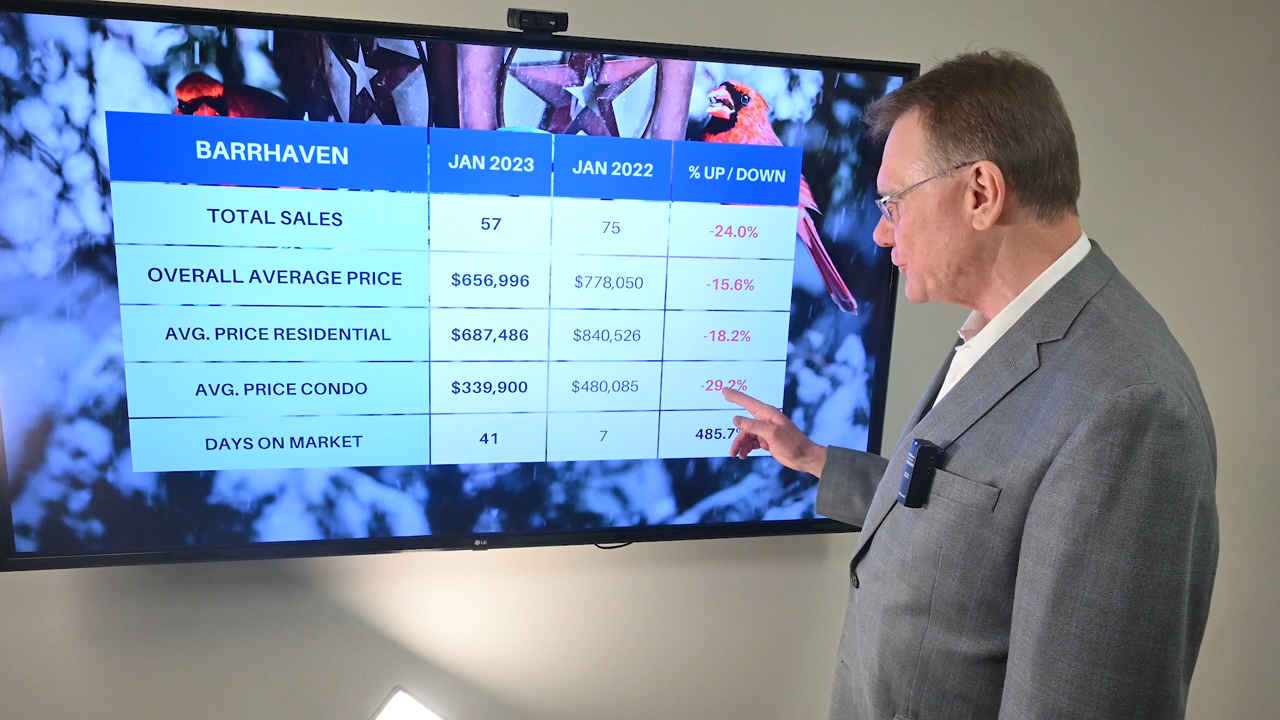 BARRHAVEN JAN 2023 JAN 2022 % UP / DOWN
TOTAL SALES 57 75 -24.0%
OVERALL AVERAGE PRICE $656,996 $778,050 -15.6%
AVG. PRICE RESIDENTIAL $687,486 $840,526 -18.2%
AVG. PRICE CONDO $339,900 $480,085 -29.2%
DAYS ON MARKET 41 7 485.7%
LG